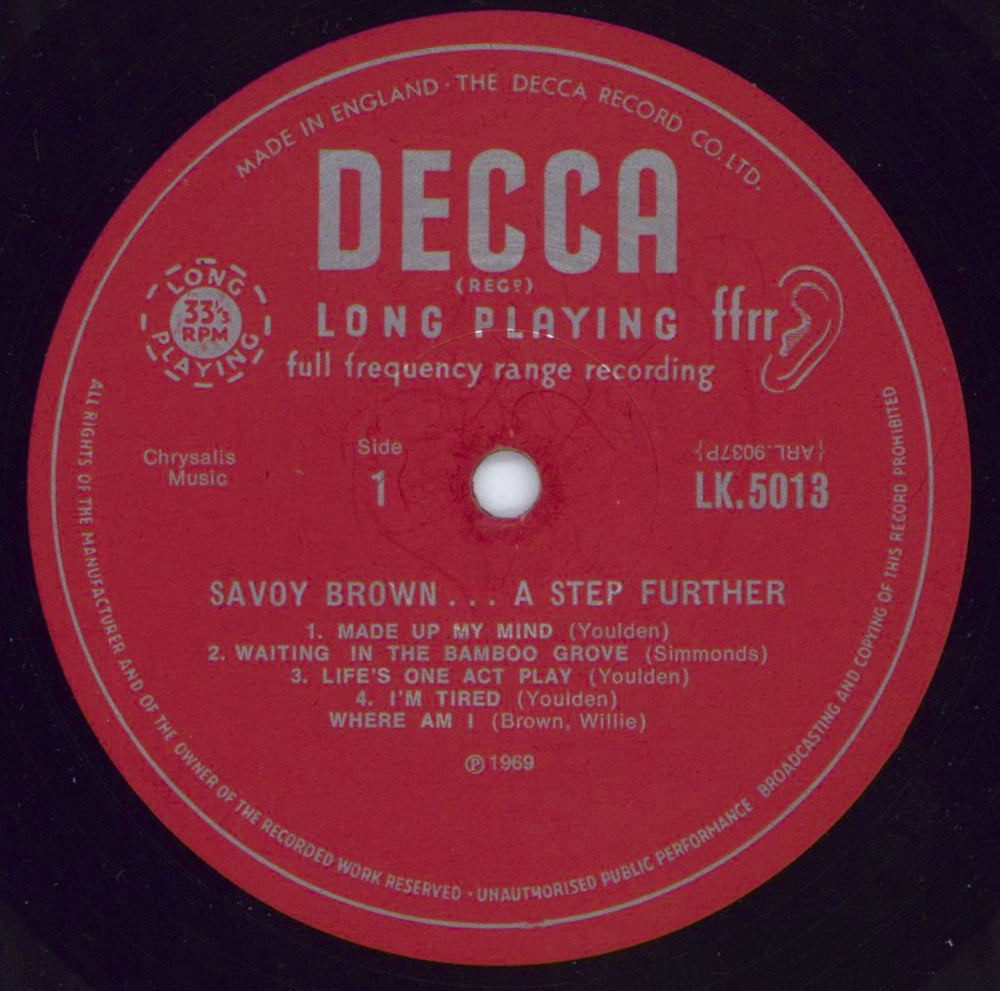 MADE IN ENGLAND · THE DECCA RECORD CO. LTD.
DECCA
(REGD)
LONG PLAYING
33⅓
RPM
LONG PLAYING ffrr
full frequency range recording
Chrysalis
Music
Side
1
{ARL.9037P}
LK.5013
SAVOY BROWN... A STEP FURTHER
1. MADE UP MY MIND (Youlden)
2. WAITING IN THE BAMBOO GROVE (Simmonds)
3. LIFE'S ONE ACT PLAY (Youlden)
4. I'M TIRED (Youlden)
WHERE AM I (Brown, Willie)
℗ 1969
ALL RIGHTS OF THE MANUFACTURER AND OF THE OWNER OF THE RECORDED WORK RESERVED · UNAUTHORISED PUBLIC PERFORMANCE BROADCASTING AND COPYING OF THIS RECORD PROHIBITED